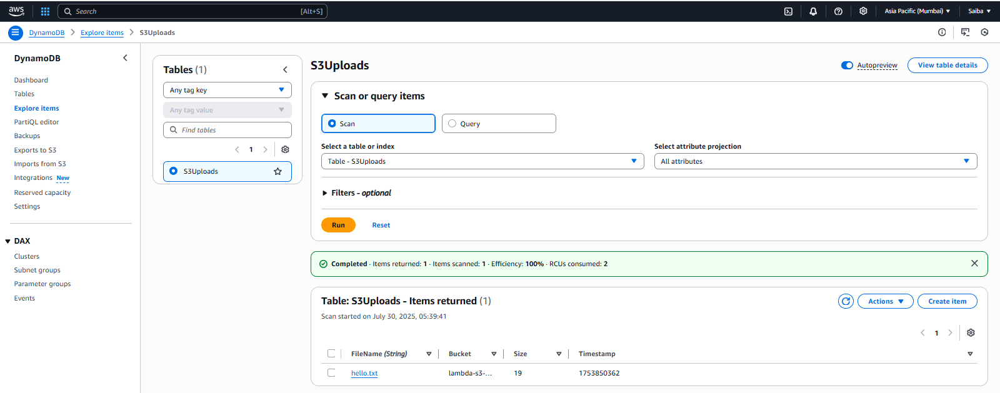 aws
Search [Alt+S]
Asia Pacific (Mumbai)
Saiba
DynamoDB > Explore items > S3Uploads
DynamoDB
Dashboard
Tables
Explore items
PartiQL editor
Backups
Exports to S3
Imports from S3
Integrations New
Reserved capacity
Settings
DAX
Clusters
Subnet groups
Parameter groups
Events
Tables (1)
Any tag key
Any tag value
Find tables
1
S3Uploads
S3Uploads
Autopreview
View table details
Scan or query items
Scan
Query
Select a table or index
Table - S3Uploads
Select attribute projection
All attributes
Filters - optional
Run
Reset
Completed · Items returned: 1 · Items scanned: 1 · Efficiency: 100% · RCUs consumed: 2
Table: S3Uploads - Items returned (1)
Actions
Create item
Scan started on July 30, 2025, 05:39:41
1
FileName (String) Bucket Size Timestamp
hello.txt lambda-s3-... 19 1753850362